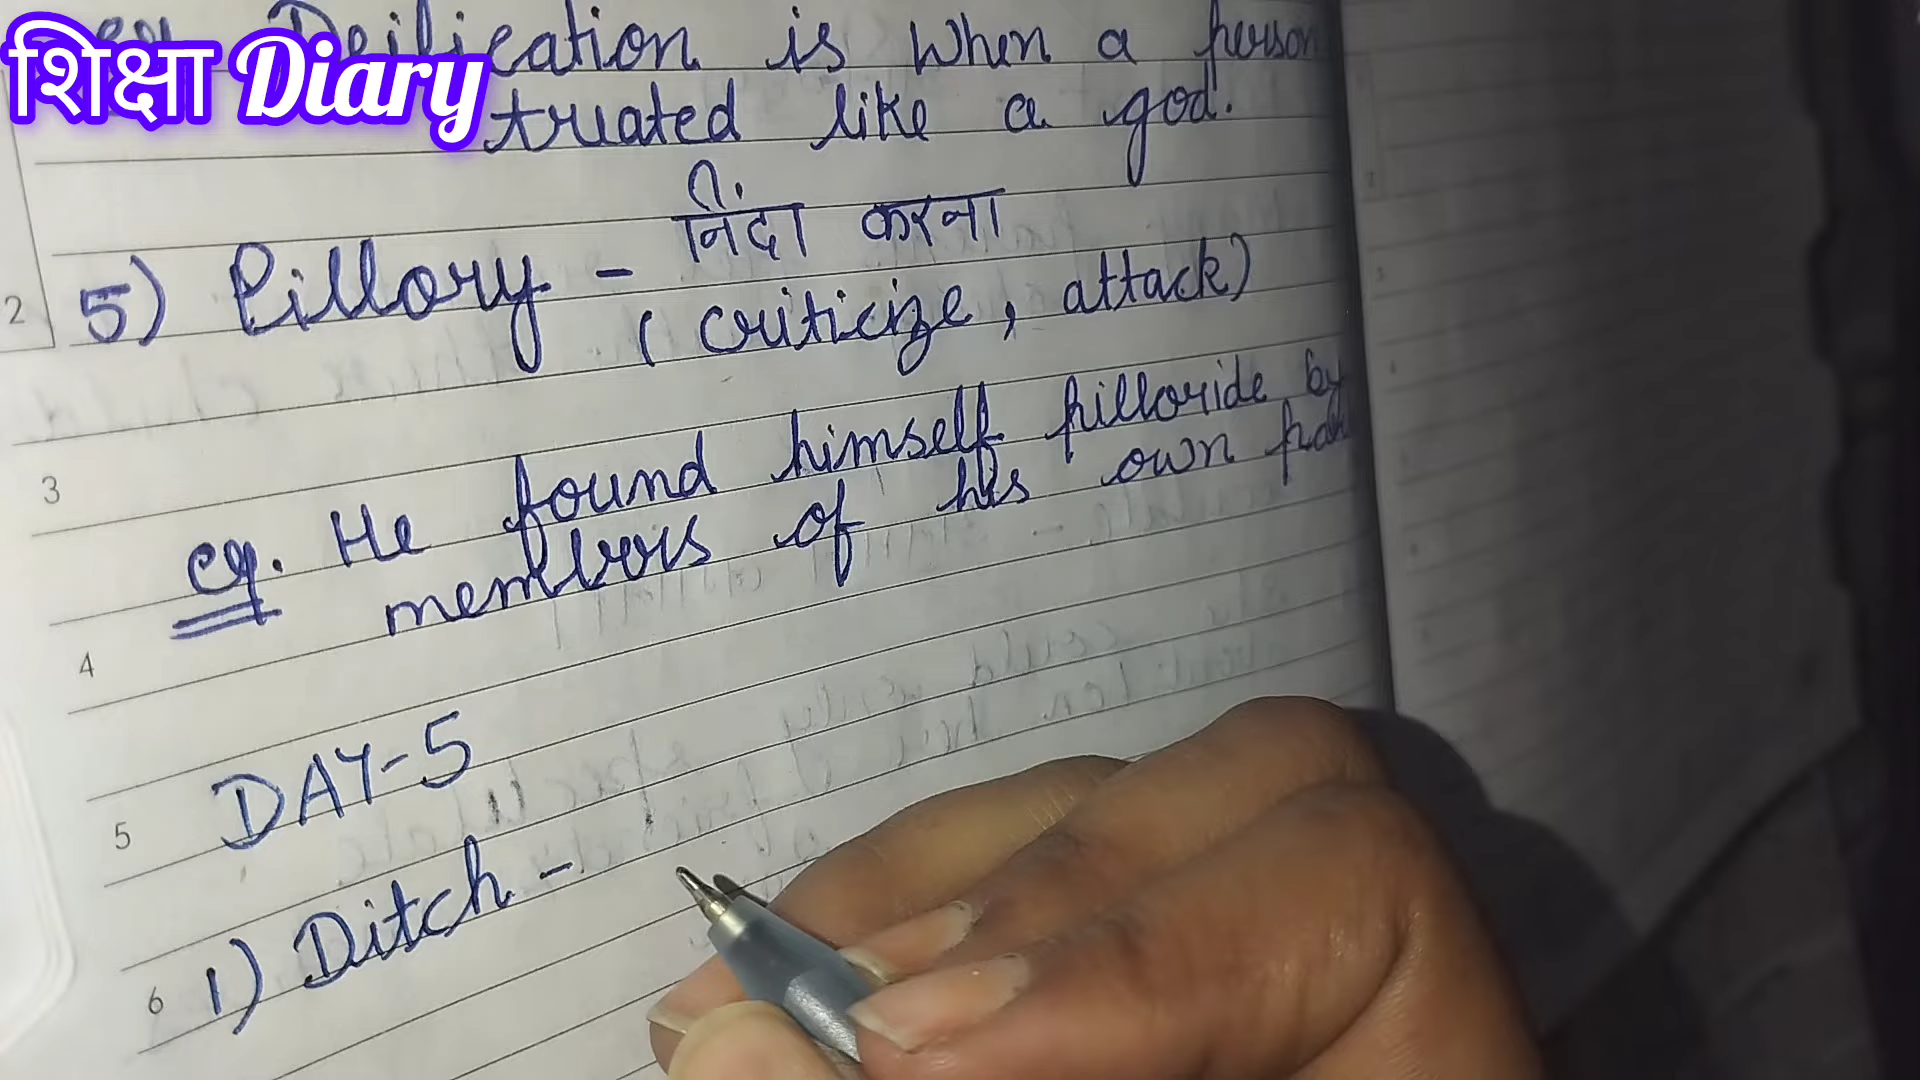 शिक्षा Diary
eg. Deification is when a person
treated like a god.
5) Pillory - निंदा करना
(criticize, attack)
eg. He found himself pilloride by
members of his own
DAY-5
1) Ditch -
2
3
4
5
6